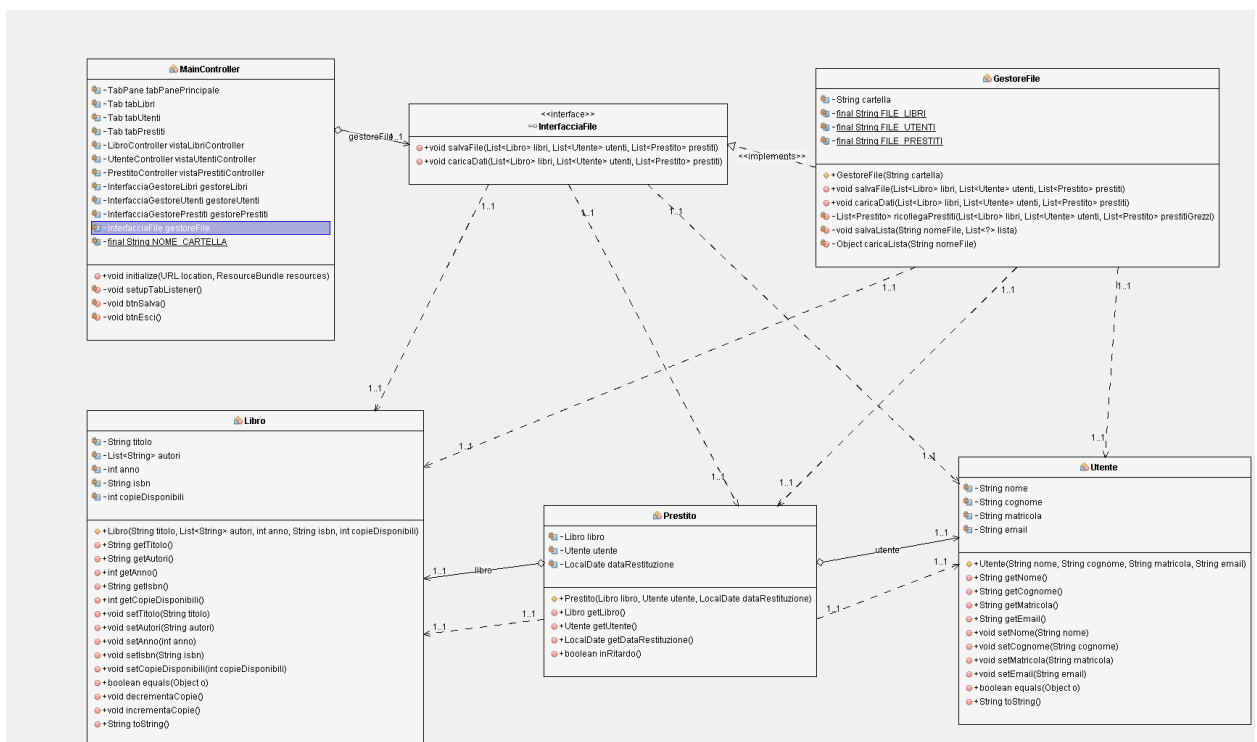 MainController
-TabPane tabPanePrincipale
-Tab tabLibri
-Tab tabUtenti
-Tab tabPrestiti
-LibroController vistaLibriController
-UtenteController vistaUtentiController
-PrestitoController vistaPrestitiController
-InterfacciaGestoreLibri gestoreLibri
-InterfacciaGestoreUtenti gestoreUtenti
-InterfacciaGestorePrestiti gestorePrestiti
-InterfacciaFile gestoreFile
-final String NOME_CARTELLA
+void initialize(URL location, ResourceBundle resources)
-void setupTabListener()
-void btnSalva()
-void btnEsci()
gestoreFile
1..1
<<interface>>
InterfacciaFile
+void salvaFile(List<Libro> libri, List<Utente> utenti, List<Prestito> prestiti)
+void caricaDati(List<Libro> libri, List<Utente> utenti, List<Prestito> prestiti)
<<implements>>
GestoreFile
-String cartella
-final String FILE_LIBRI
-final String FILE_UTENTI
-final String FILE_PRESTITI
+GestoreFile(String cartella)
+void salvaFile(List<Libro> libri, List<Utente> utenti, List<Prestito> prestiti)
+void caricaDati(List<Libro> libri, List<Utente> utenti, List<Prestito> prestiti)
-List<Prestito> ricollegaPrestiti(List<Libro> libri, List<Utente> utenti, List<Prestito> prestitiGrezzi)
-void salvaLista(String nomeFile, List<?> lista)
-Object caricaLista(String nomeFile)
1..1
1..1
1..1
1..1
1..1
1..1
1..1
1..1
1..1
1..1
1..1
1..1
Libro
-String titolo
-List<String> autori
-int anno
-String isbn
-int copieDisponibili
+Libro(String titolo, List<String> autori, int anno, String isbn, int copieDisponibili)
+String getTitolo()
+String getAutori()
+int getAnno()
+String getIsbn()
+int getCopieDisponibili()
+void setTitolo(String titolo)
+void setAutori(String autori)
+void setAnno(int anno)
+void setIsbn(String isbn)
+void setCopieDisponibili(int copieDisponibili)
+boolean equals(Object o)
+void decrementaCopie()
+void incrementaCopie()
+String toString()
1..1
libro
1..1
Prestito
-Libro libro
-Utente utente
-LocalDate dataRestituzione
+Prestito(Libro libro, Utente utente, LocalDate dataRestituzione)
+Libro getLibro()
+Utente getUtente()
+LocalDate getDataRestituzione()
+boolean inRitardo()
utente
1..1
1..1
Utente
-String nome
-String cognome
-String matricola
-String email
+Utente(String nome, String cognome, String matricola, String email)
+String getNome()
+String getCognome()
+String getMatricola()
+String getEmail()
+void setNome(String nome)
+void setCognome(String cognome)
+void setMatricola(String matricola)
+void setEmail(String email)
+boolean equals(Object o)
+String toString()